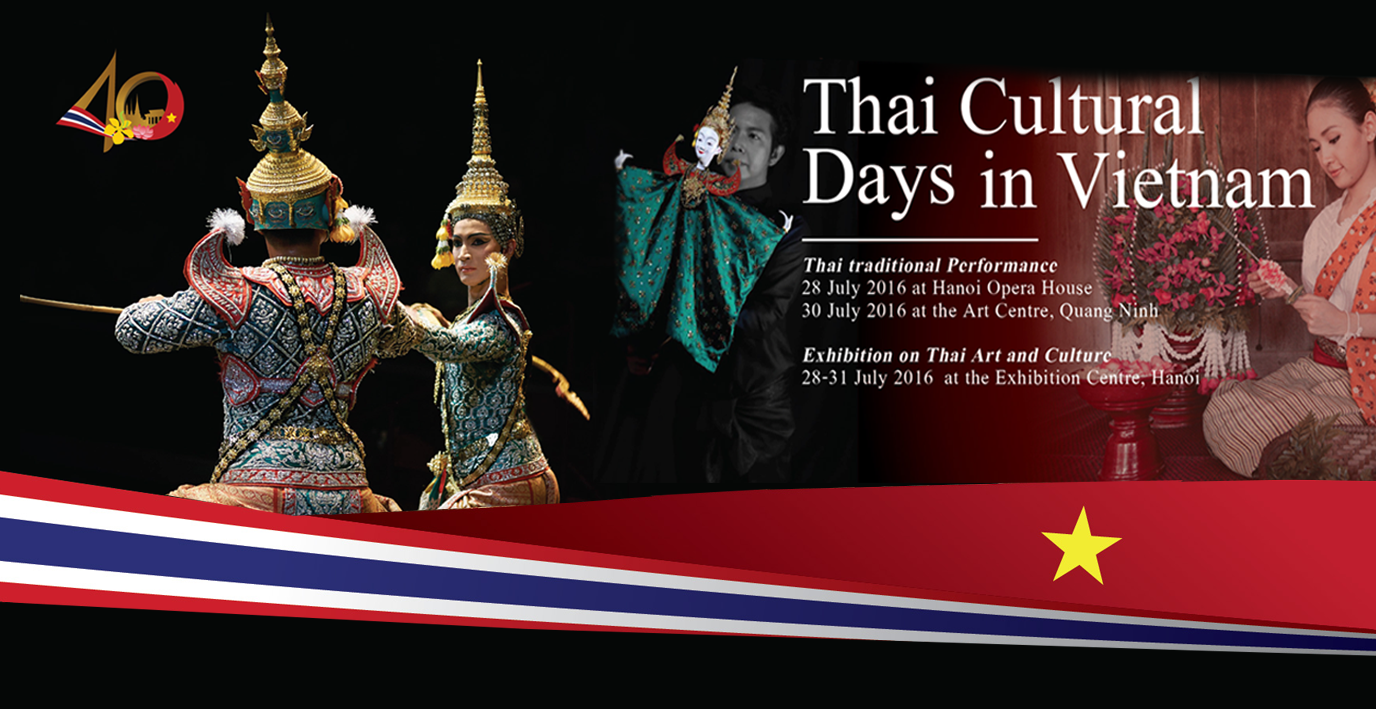 40
Thai Cultural
Days in Vietnam
Thai traditional Performance
28 July 2016 at Hanoi Opera House
30 July 2016 at the Art Centre, Quang Ninh
Exhibition on Thai Art and Culture
28-31 July 2016 at the Exhibition Centre, Hanoi